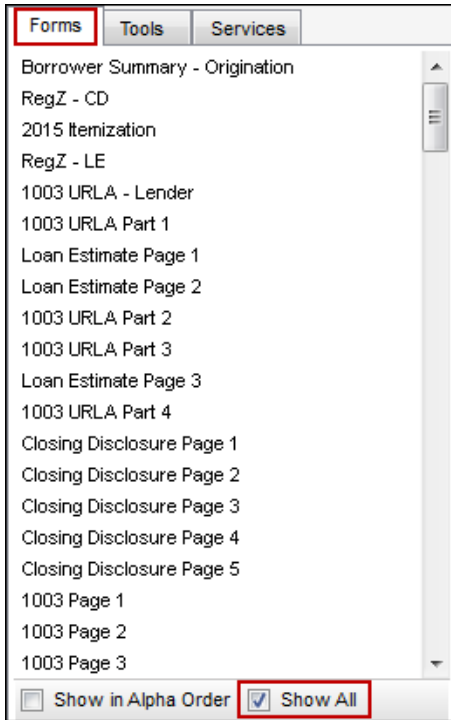 Forms Tools Services
Borrower Summary - Origination
RegZ - CD
2015 Itemization
RegZ - LE
1003 URLA - Lender
1003 URLA Part 1
Loan Estimate Page 1
Loan Estimate Page 2
1003 URLA Part 2
1003 URLA Part 3
Loan Estimate Page 3
1003 URLA Part 4
Closing Disclosure Page 1
Closing Disclosure Page 2
Closing Disclosure Page 3
Closing Disclosure Page 4
Closing Disclosure Page 5
1003 Page 1
1003 Page 2
1003 Page 3
Show in Alpha Order Show All